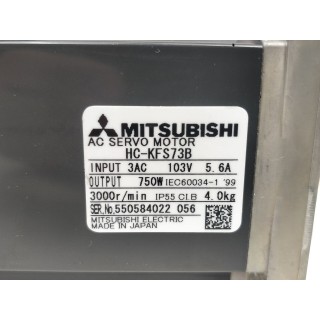 MITSUBISHI
AC SERVO MOTOR
HC-KFS73B
INPUT 3AC 103V 5.6A
OUTPUT 750W IEC60034-1 '99
3000r/min IP55 Cl.B 4.0kg
SER.No.550584022 056
MITSUBISHI ELECTRIC
MADE IN JAPAN